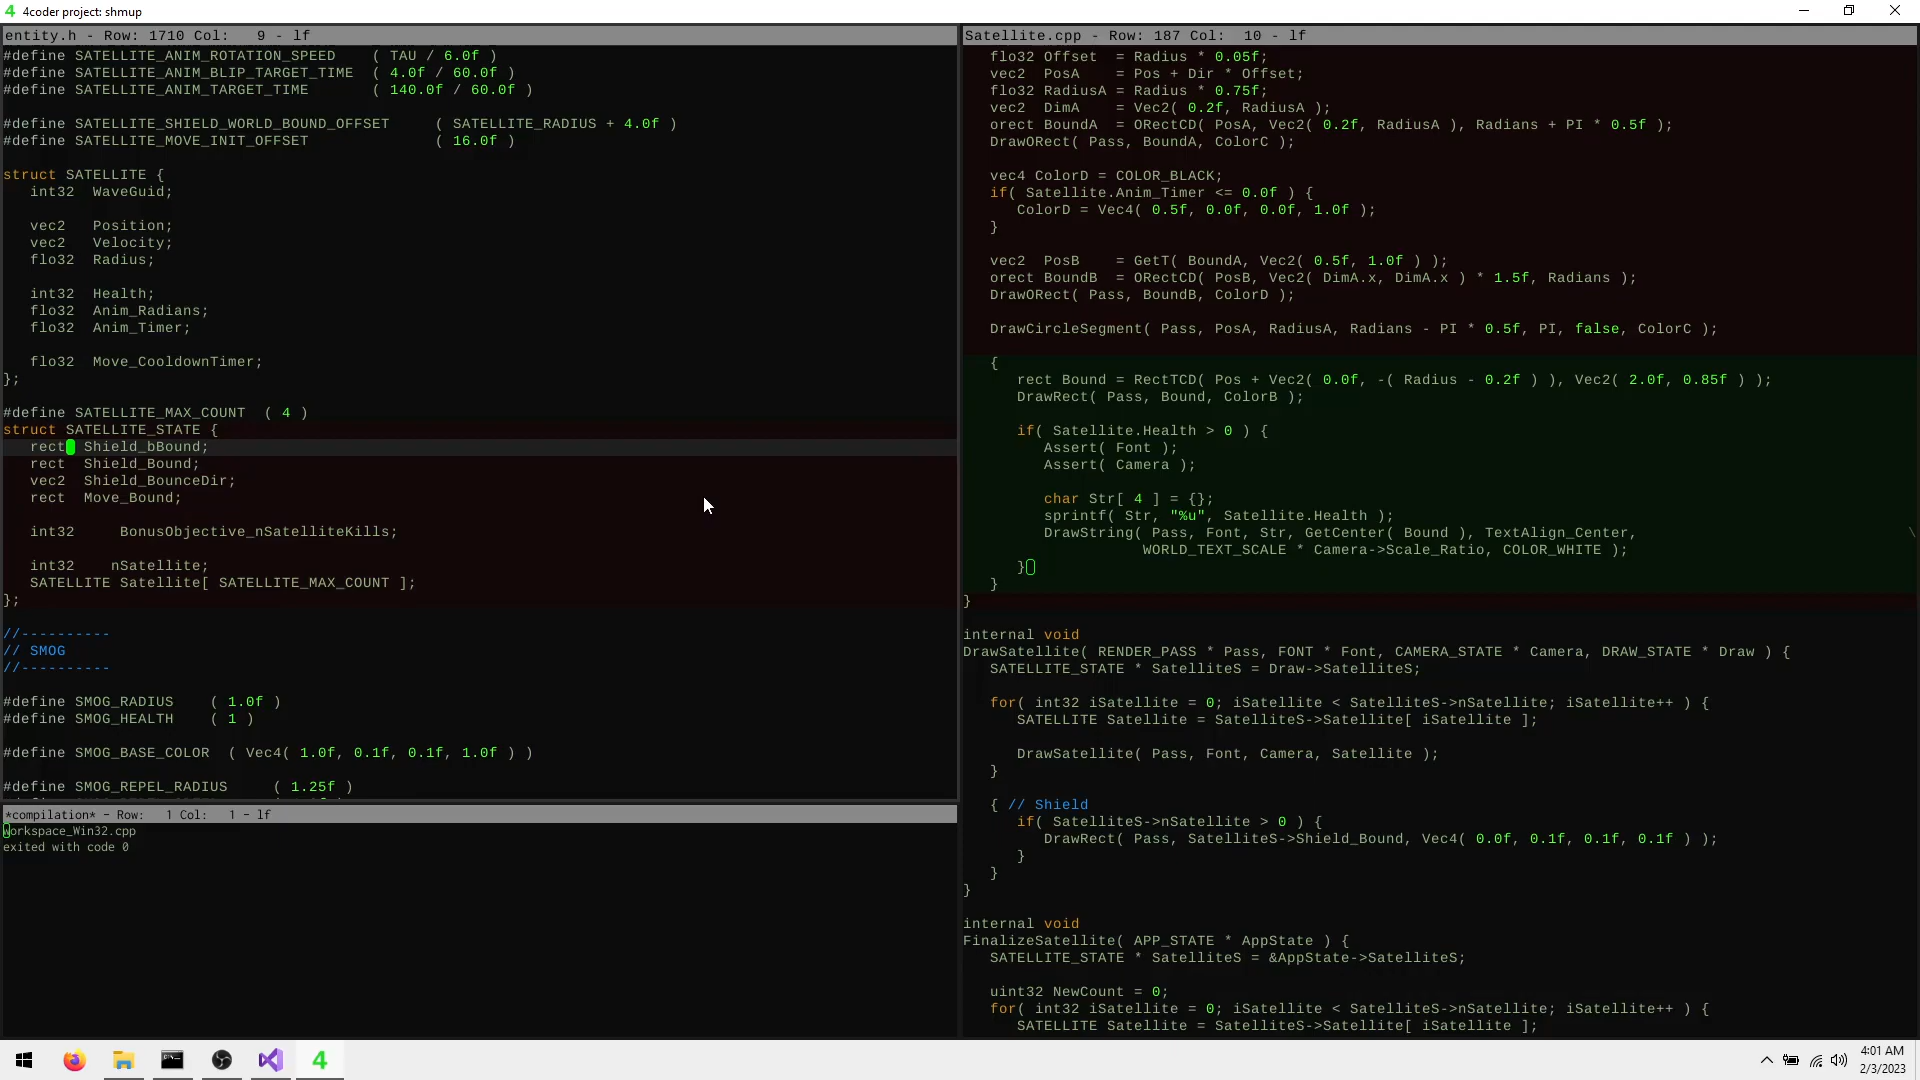 4coder project: shmup
entity.h - Row: 1710 Col:   9 - lf
#define SATELLITE_ANIM_ROTATION_SPEED    ( TAU / 6.0f )
#define SATELLITE_ANIM_BLIP_TARGET_TIME  ( 4.0f / 60.0f )
#define SATELLITE_ANIM_TARGET_TIME       ( 140.0f / 60.0f )
#define SATELLITE_SHIELD_WORLD_BOUND_OFFSET     ( SATELLITE_RADIUS + 4.0f )
#define SATELLITE_MOVE_INIT_OFFSET              ( 16.0f )
struct SATELLITE {
int32  WaveGuid;
vec2   Position;
vec2   Velocity;
flo32  Radius;
int32  Health;
flo32  Anim_Radians;
flo32  Anim_Timer;
flo32  Move_CooldownTimer;
};
#define SATELLITE_MAX_COUNT  ( 4 )
struct SATELLITE_STATE {
rect  Shield_bBound;
rect  Shield_Bound;
vec2  Shield_BounceDir;
rect  Move_Bound;
int32     BonusObjective_nSatelliteKills;
int32    nSatellite;
SATELLITE Satellite[ SATELLITE_MAX_COUNT ];
};
//----------
// SMOG
//----------
#define SMOG_RADIUS    ( 1.0f )
#define SMOG_HEALTH    ( 1 )
#define SMOG_BASE_COLOR  ( Vec4( 1.0f, 0.1f, 0.1f, 1.0f ) )
#define SMOG_REPEL_RADIUS     ( 1.25f )
*compilation* - Row:   1 Col:   1 - lf
workspace_Win32.cpp
exited with code 0
Satellite.cpp - Row: 187 Col:  10 - lf
flo32 Offset  = Radius * 0.05f;
vec2  PosA    = Pos + Dir * Offset;
flo32 RadiusA = Radius * 0.75f;
vec2  DimA    = Vec2( 0.2f, RadiusA );
orect BoundA  = ORectCD( PosA, Vec2( 0.2f, RadiusA ), Radians + PI * 0.5f );
DrawORect( Pass, BoundA, ColorC );
vec4 ColorD = COLOR_BLACK;
if( Satellite.Anim_Timer <= 0.0f ) {
ColorD = Vec4( 0.5f, 0.0f, 0.0f, 1.0f );
}
vec2  PosB    = GetT( BoundA, Vec2( 0.5f, 1.0f ) );
orect BoundB  = ORectCD( PosB, Vec2( DimA.x, DimA.x ) * 1.5f, Radians );
DrawORect( Pass, BoundB, ColorD );
DrawCircleSegment( Pass, PosA, RadiusA, Radians - PI * 0.5f, PI, false, ColorC );
{
rect Bound = RectTCD( Pos + Vec2( 0.0f, -( Radius - 0.2f ) ), Vec2( 2.0f, 0.85f ) );
DrawRect( Pass, Bound, ColorB );
if( Satellite.Health > 0 ) {
Assert( Font );
Assert( Camera );
char Str[ 4 ] = {};
sprintf( Str, "%u", Satellite.Health );
DrawString( Pass, Font, Str, GetCenter( Bound ), TextAlign_Center, \
WORLD_TEXT_SCALE * Camera->Scale_Ratio, COLOR_WHITE );
}
}
}
internal void
DrawSatellite( RENDER_PASS * Pass, FONT * Font, CAMERA_STATE * Camera, DRAW_STATE * Draw ) {
SATELLITE_STATE * SatelliteS = Draw->SatelliteS;
for( int32 iSatellite = 0; iSatellite < SatelliteS->nSatellite; iSatellite++ ) {
SATELLITE Satellite = SatelliteS->Satellite[ iSatellite ];
DrawSatellite( Pass, Font, Camera, Satellite );
}
{ // Shield
if( SatelliteS->nSatellite > 0 ) {
DrawRect( Pass, SatelliteS->Shield_Bound, Vec4( 0.0f, 0.1f, 0.1f, 0.1f ) );
}
}
}
internal void
FinalizeSatellite( APP_STATE * AppState ) {
SATELLITE_STATE * SatelliteS = &AppState->SatelliteS;
uint32 NewCount = 0;
for( int32 iSatellite = 0; iSatellite < SatelliteS->nSatellite; iSatellite++ ) {
SATELLITE Satellite = SatelliteS->Satellite[ iSatellite ];
4:01 AM
2/3/2023